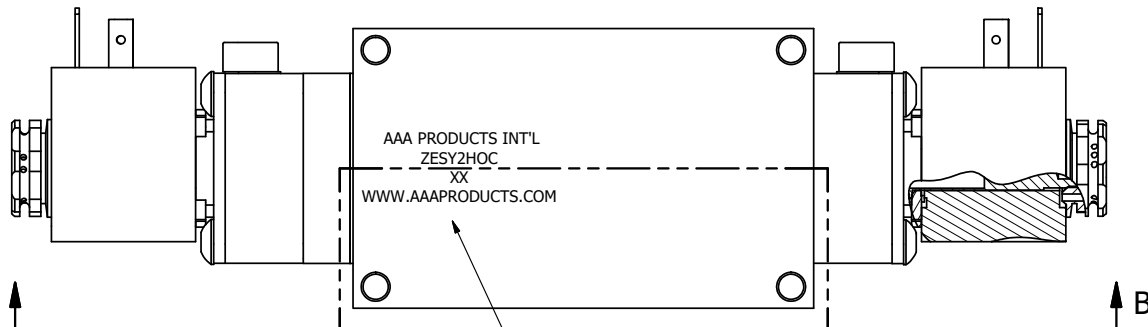 AAA PRODUCTS INT'L
ZESY2HOC
XX
WWW.AAAPRODUCTS.COM
B